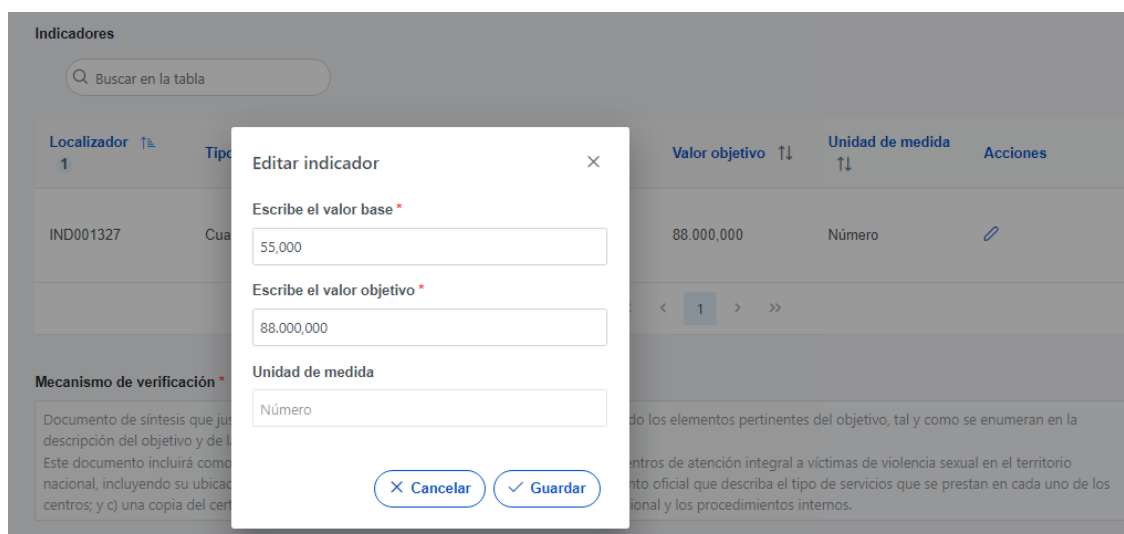 Indicadores
Buscar en la tabla
Localizador
1
Tipo
Valor objetivo
Unidad de medida
Acciones
IND001327
Cua
88.000,000
Número
1
Editar indicador
Escribe el valor base *
55,000
Escribe el valor objetivo *
88.000,000
Unidad de medida
Número
Cancelar
Guardar
Mecanismo de verificación *
Documento de síntesis que jus do los elementos pertinentes del objetivo, tal y como se enumeran en la
descripción del objetivo y de l
Este documento incluirá como entros de atención integral a víctimas de violencia sexual en el territorio
nacional, incluyendo su ubicac nto oficial que describa el tipo de servicios que se prestan en cada uno de los
centros; y c) una copia del cert ional y los procedimientos internos.